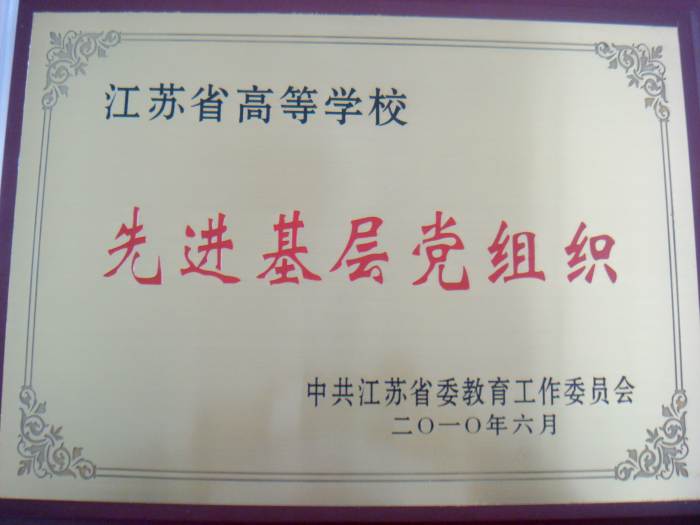 江苏省高等学校
先进基层党组织
中共江苏省委教育工作委员会
二〇一〇年六月